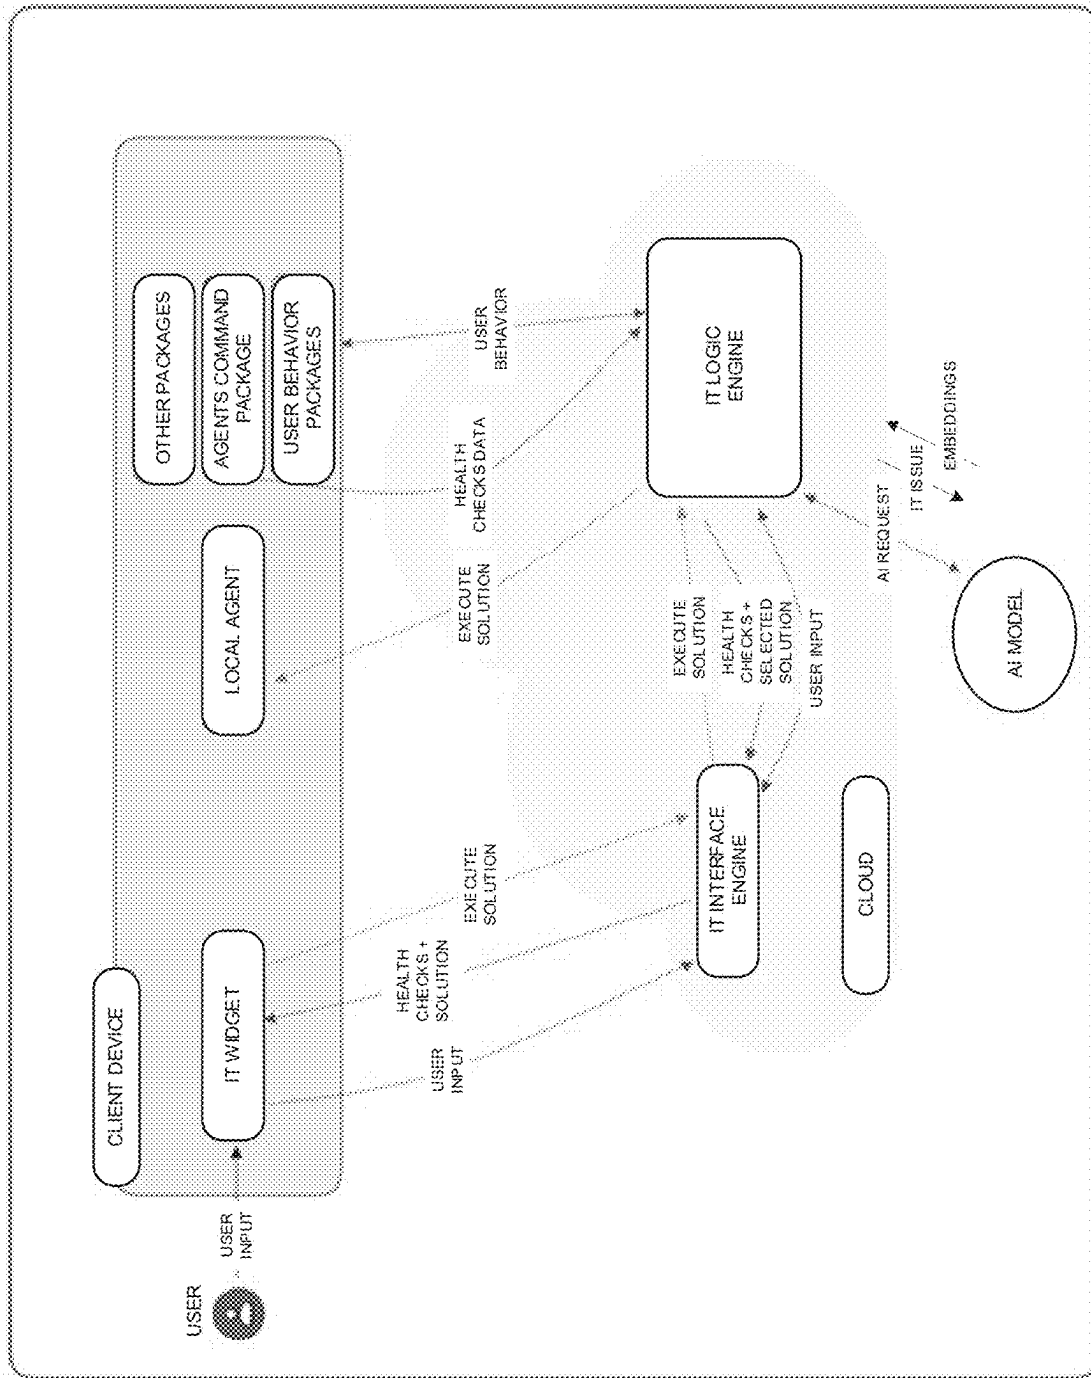 CLIENT DEVICE
USER
USER
INPUT
IT WIDGET
LOCAL AGENT
OTHER PACKAGES
AGENTS COMMAND
PACKAGE
USER BEHAVIOR
PACKAGES
USER
INPUT
HEALTH
CHECKS +
SOLUTION
EXECUTE
SOLUTION
EXECUTE
SOLUTION
HEALTH
CHECKS DATA
USER
BEHAVIOR
IT INTERFACE
ENGINE
EXECUTE
SOLUTION
HEALTH
CHECKS +
SELECTED
SOLUTION
USER INPUT
IT LOGIC
ENGINE
CLOUD
AI REQUEST
IT ISSUE
EMBEDDINGS
AI MODEL